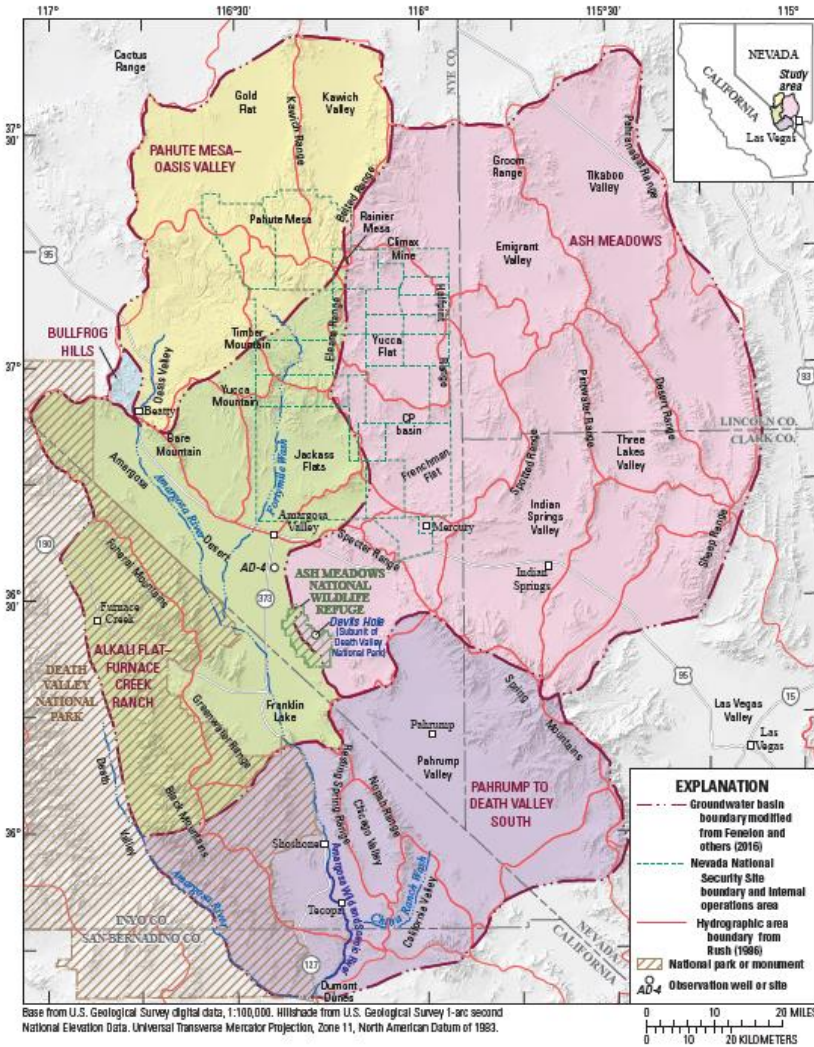 117°
116°30'
116°
115°30'
115°
Cactus
Range
Gold
Flat
Kawich
Valley
Kawich Range
NYE CO.
NEVADA
CALIFORNIA
Study
area
Las Vegas
37°
30'
PAHUTE MESA–
OASIS VALLEY
Groom
Range
Tikaboo
Valley
Pahranagat Range
Belted Range
Pahute Mesa
Rainier
Mesa
Climax
Mine
Emigrant
Valley
ASH MEADOWS
95
BULLFROG
HILLS
Timber
Mountain
Eleana Range
Halfpint
Range
Yucca
Flat
37°
Oasis Valley
Beatty
Yucca
Mountain
Bare
Mountain
CP
basin
Pintwater Range
Desert Range
93
LINCOLN CO.
CLARK CO.
Jackass
Flats
Fortymile Wash
Frenchman
Flat
Spotted Range
Three
Lakes
Valley
Amargosa
Desert
Amargosa River
Amargosa
Valley
Mercury
Indian
Springs
Valley
Sheep Range
190
AD-4
Specter Range
Indian
Springs
36°
30'
Funeral Mountains
373
ASH MEADOWS
NATIONAL
WILDLIFE
REFUGE
Devils Hole
(Subunit of
Death Valley
National Park)
Furnace
Creek
ALKALI FLAT–
FURNACE
CREEK
RANCH
DEATH
VALLEY
NATIONAL
PARK
95
15
Las Vegas
Valley
Las
Vegas
Franklin
Lake
Greenwater Range
Spring
Mountains
Pahrump
Pahrump
Valley
PAHRUMP TO
DEATH VALLEY
SOUTH
Death
Valley
Black Mountains
Resting Spring Range
Nopah Range
Chicago Valley
36°
Shoshone
Amargosa River
Amargosa Wild and Scenic River
Tecopa
China Ranch Wash
California Valley
INYO CO.
SAN BERNADINO CO.
127
Dumont
Dunes
NEVADA
CALIFORNIA
EXPLANATION
Groundwater basin
boundary modified
from Fenelon and
others (2016)
Nevada National
Security Site
boundary and internal
operations area
Hydrographic area
boundary from
Rush (1986)
National park or monument
AD-4 Observation well or site
0 10 20 MILES
0 10 20 KILOMETERS
Base from U.S. Geological Survey digital data, 1:100,000. Hillshade from U.S. Geological Survey 1-arc second
National Elevation Data. Universal Transverse Mercator Projection, Zone 11, North American Datum of 1983.